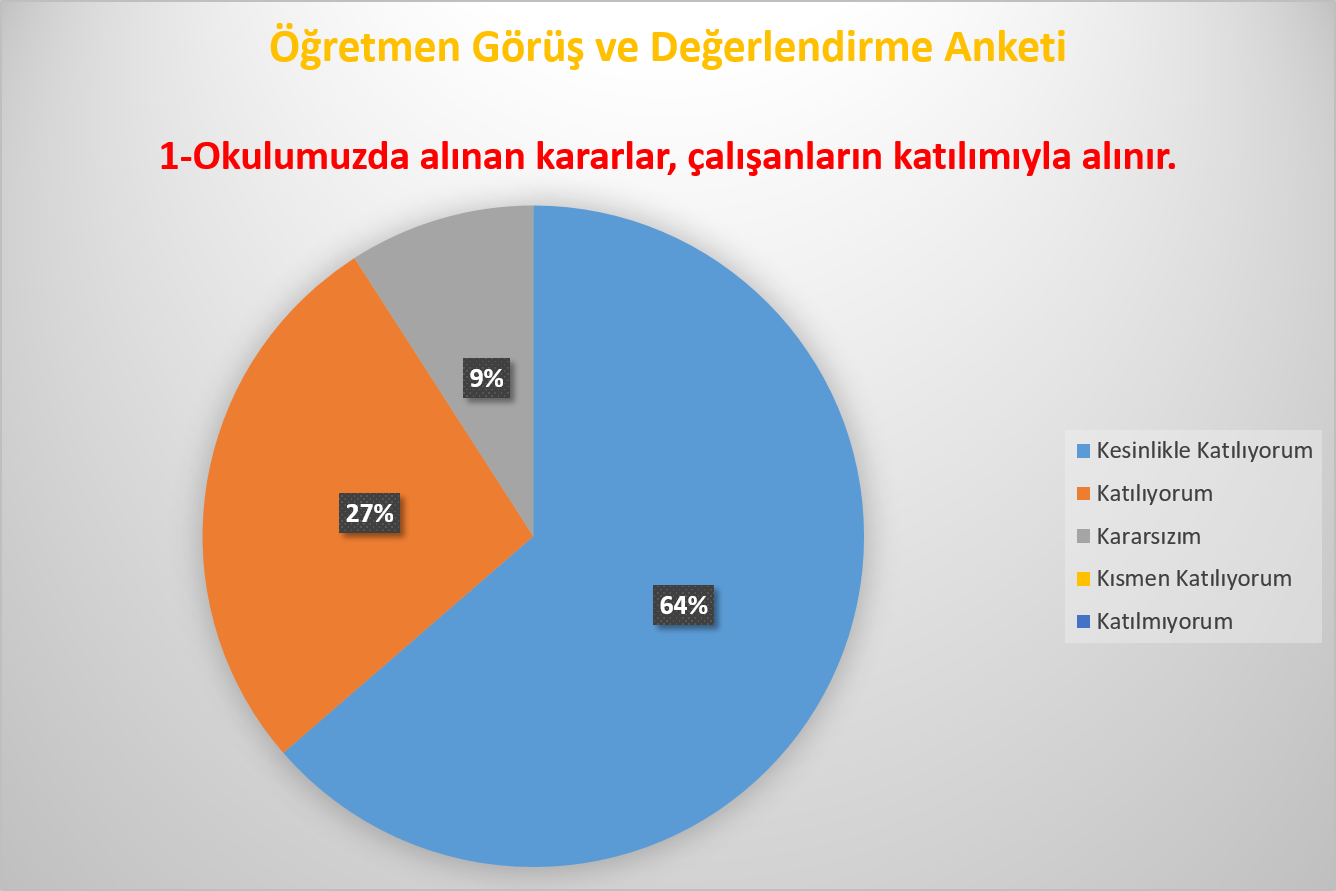 Öğretmen Görüş ve Değerlendirme Anketi
1-Okulumuzda alınan kararlar, çalışanların katılımıyla alınır.
9%
27%
64%
Kesinlikle Katılıyorum
Katılıyorum
Kararsızım
Kısmen Katılıyorum
Katılmıyorum